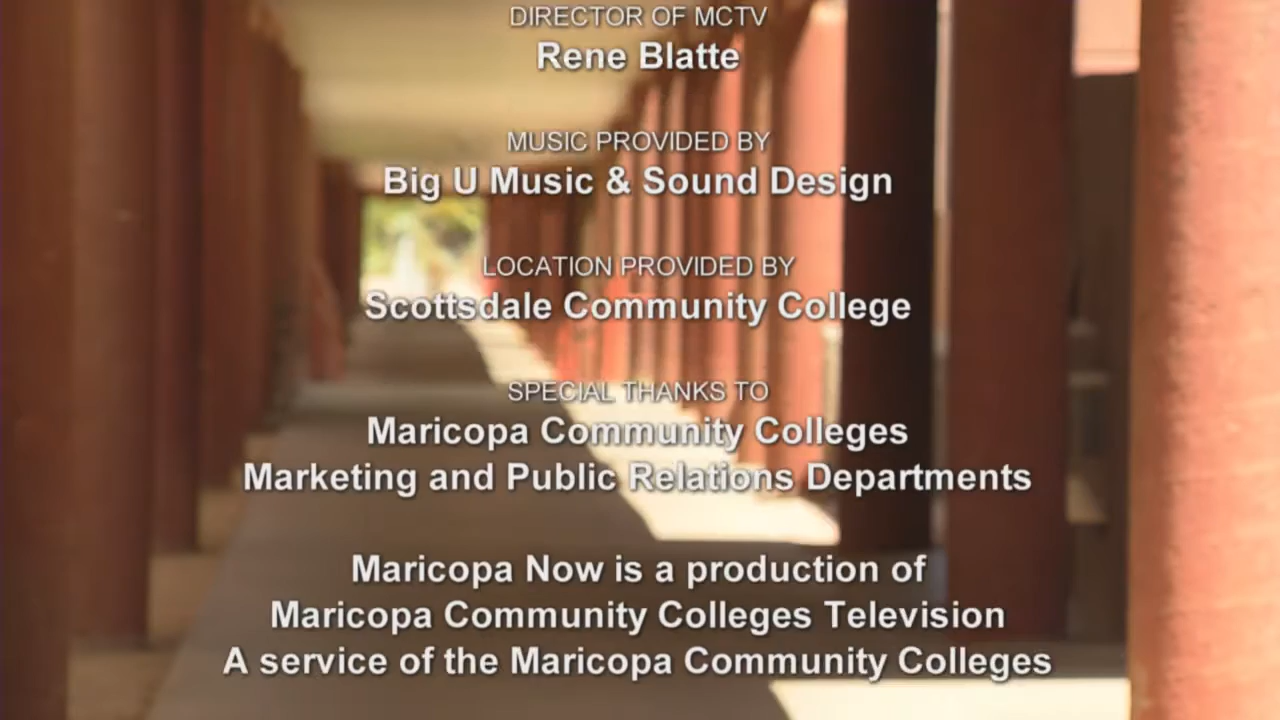 DIRECTOR OF MCTV
Rene Blatte
MUSIC PROVIDED BY
Big U Music & Sound Design
LOCATION PROVIDED BY
Scottsdale Community College
SPECIAL THANKS TO
Maricopa Community Colleges
Marketing and Public Relations Departments
Maricopa Now is a production of
Maricopa Community Colleges Television
A service of the Maricopa Community Colleges